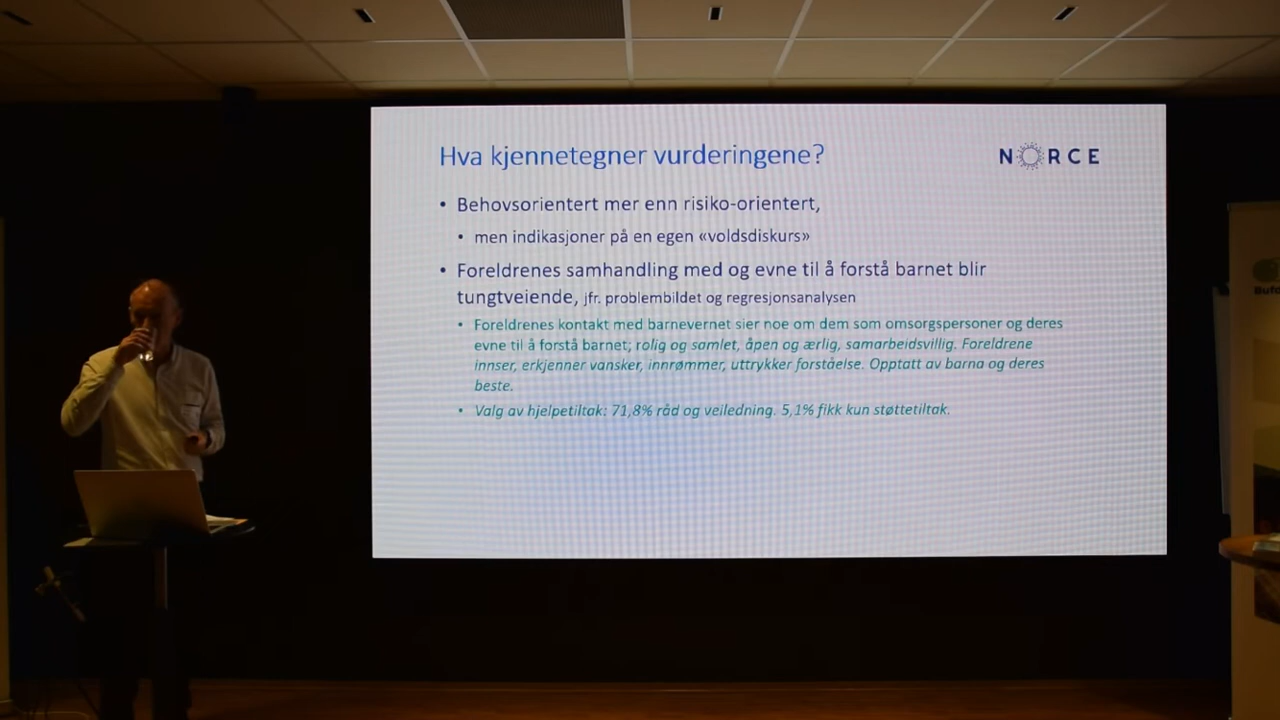 Hva kjennetegner vurderingene?
NORCE
• Behovsorientert mer enn risiko-orientert,
• men indikasjoner på en egen «voldsdiskurs»
• Foreldrenes samhandling med og evne til å forstå barnet blir
tungtveiende, jfr. problembildet og regresjonsanalysen
• Foreldrenes kontakt med barnevernet sier noe om dem som omsorgspersoner og deres
evne til å forstå barnet; rolig og samlet, åpen og ærlig, samarbeidsvillig. Foreldrene
innser, erkjenner vansker, innrømmer, uttrykker forståelse. Opptatt av barna og deres
beste.
• Valg av hjelpetiltak: 71,8% råd og veiledning. 5,1% fikk kun støttetiltak.